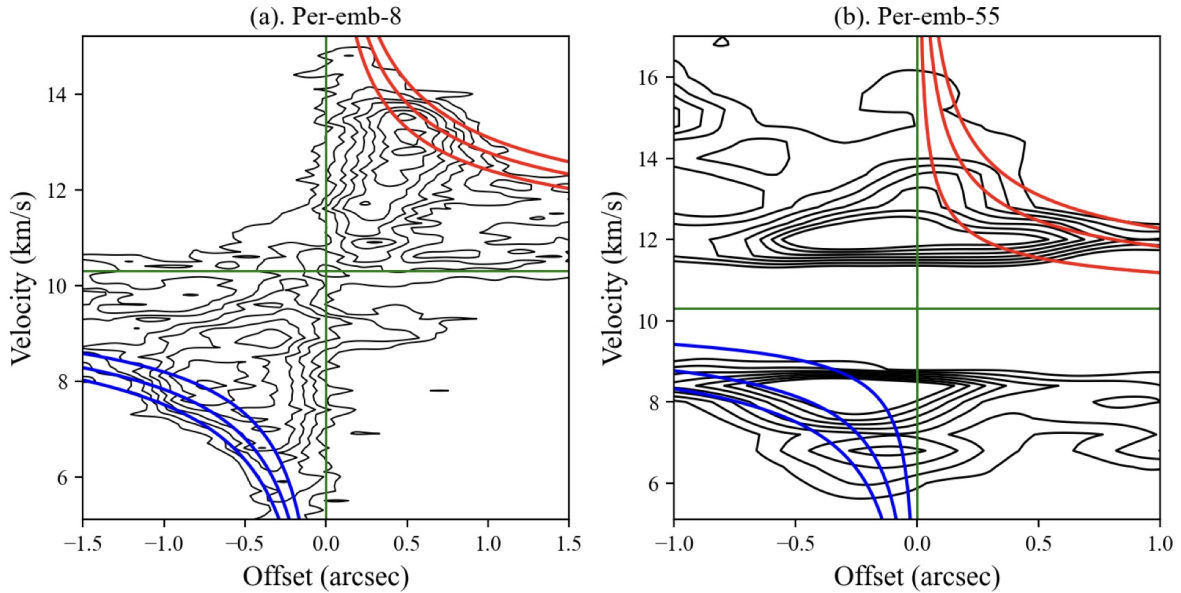 (a). Per-emb-8
(b). Per-emb-55
Velocity (km/s)
14
12
10
8
6
−1.5 −1.0 −0.5 0.0 0.5 1.0 1.5
Offset (arcsec)
Velocity (km/s)
16
14
12
10
8
6
−1.0 −0.5 0.0 0.5 1.0
Offset (arcsec)